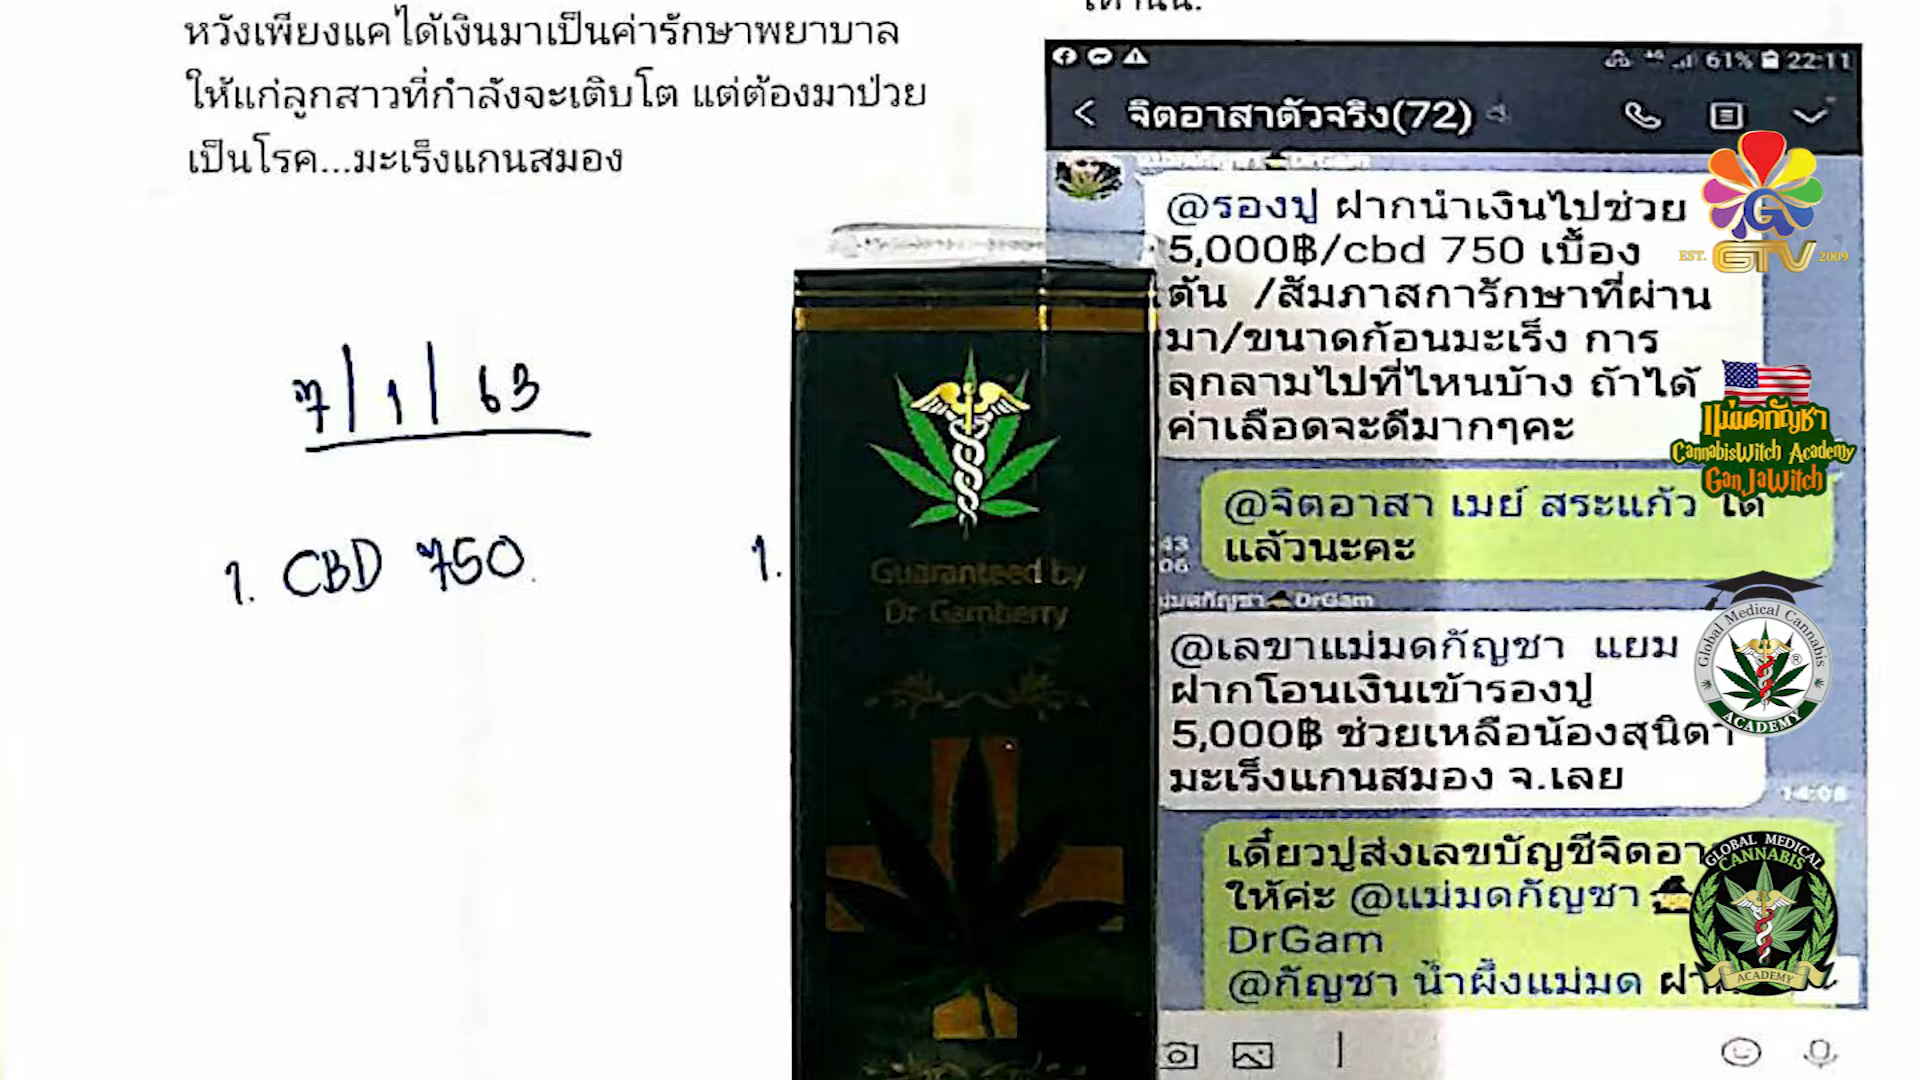 หวังเพียงแค่ได้เงินมาเป็นค่ารักษาพยาบาล
ให้แก่ลูกสาวที่กำลังจะเติบโต แต่ต้องมาป่วย
เป็นโรค...มะเร็งแกนสมอง
7/1/63
1. CBD 750
1.
Guaranteed by
Dr Gamberry
61% 22:11
จิตอาสาตัวจริง(72)
@รองปู ฝากนำเงินไปช่วย
5,000฿/cbd 750 เบื้อง
ต้น /สัมภาสการักษาที่ผ่าน
มา/ขนาดก้อนมะเร็ง การ
ลุกลามไปที่ไหนบ้าง ถ้าได้
ค่าเลือดจะดีมากๆคะ
@จิตอาสา เมย์ สระแก้ว ได้
แล้วนะคะ
DrGam
@เลขาแม่มดกัญชา แยม
ฝากโอนเงินเข้ารองปู
5,000฿ ช่วยเหลือน้องสุนิดา
มะเร็งแกนสมอง จ.เลย
14:06
เดี๋ยวปูส่งเลขบัญชีจิตอา
ให้ค่ะ @แม่มดกัญชา
DrGam
@กัญชา น้ำผึ้งแม่มด
EST. GTV 2009
แม่มดกัญชา
CannabisWitch Academy
GanJaWitch
Global Medical Cannabis
ACADEMY
GLOBAL MEDICAL
CANNABIS
ACADEMY